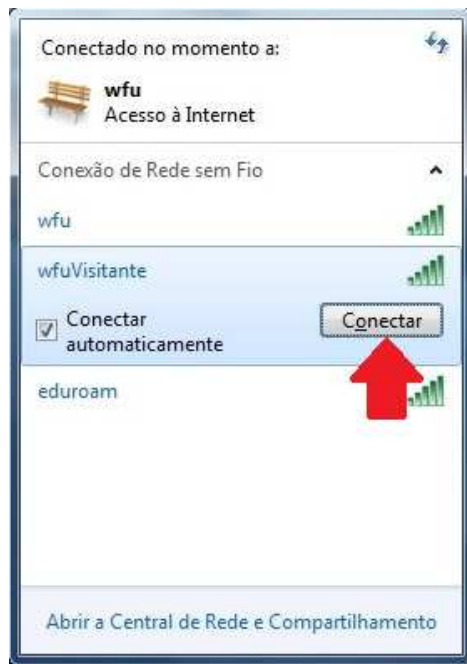 Conectado no momento a:
wfu
Acesso à Internet
Conexão de Rede sem Fio
wfu
wfuVisitante
Conectar
automaticamente
Conectar
eduroam
Abrir a Central de Rede e Compartilhamento